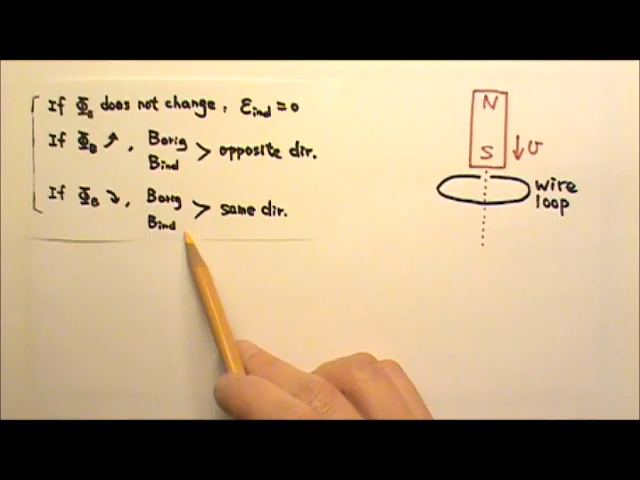 If Φ_B does not change, ε_ind = 0
If Φ_B ↗, B_orig
B_ind > opposite dir.
If Φ_B ↘, B_orig
B_ind > same dir.
N
S
↓ v
wire
loop